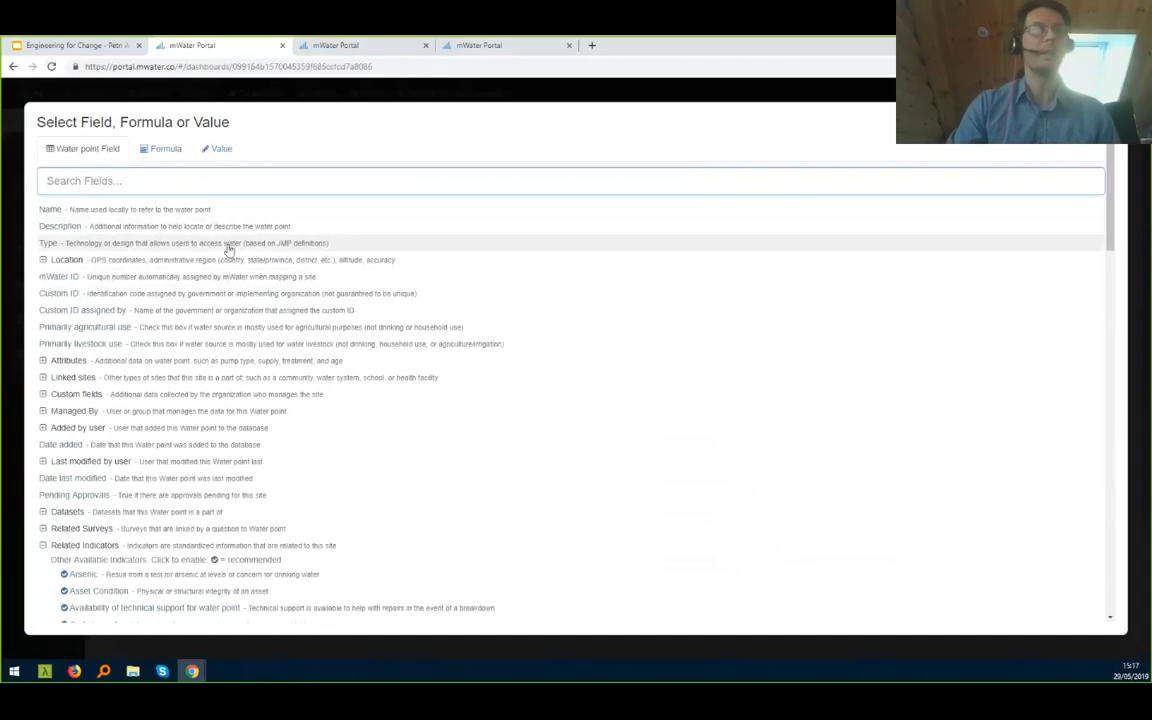 Engineering for Change - Petri A
mWater Portal
mWater Portal
mWater Portal
https://portal.mwater.co/#/dashboards/099164b1570045359f685ccfcd7a8086
Select Field, Formula or Value
Water point Field
Formula
Value
Search Fields...
Name - Name used locally to refer to the water point
Description - Additional information to help locate or describe the water point
Type - Technology or design that allows users to access water (based on JMP definitions)
Location - GPS coordinates, administrative region (country, state/province, district, etc.), altitude, accuracy
mWater ID - Unique number automatically assigned by mWater when mapping a site
Custom ID - Identification code assigned by government or implementing organization (not guaranteed to be unique)
Custom ID assigned by - Name of the government or organization that assigned the custom ID
Primarily agricultural use - Check this box if water source is mostly used for agricultural purposes (not drinking or household use)
Primarily livestock use - Check this box if water source is mostly used for water livestock (not drinking, household use, or agriculture/irrigation)
Attributes - Additional data on water point, such as pump type, supply, treatment, and age
Linked sites - Other types of sites that this site is a part of; such as a community, water system, school, or health facility
Custom fields - Additional data collected by the organization who manages the site
Managed By - User or group that manages the data for this Water point
Added by user - User that added this Water point to the database
Date added - Date that this Water point was added to the database
Last modified by user - User that modified this Water point last
Date last modified - Date that this Water point was last modified
Pending Approvals - True if there are approvals pending for this site
Datasets - Datasets that this Water point is a part of
Related Surveys - Surveys that are linked by a question to Water point
Related Indicators - Indicators are standardized information that are related to this site
Other Available Indicators. Click to enable. = recommended
Arsenic - Result from a test for arsenic at levels of concern for drinking water
Asset Condition - Physical or structural integrity of an asset
Availability of technical support for water point - Technical support is available to help with repairs in the event of a breakdown
15:17
29/05/2019